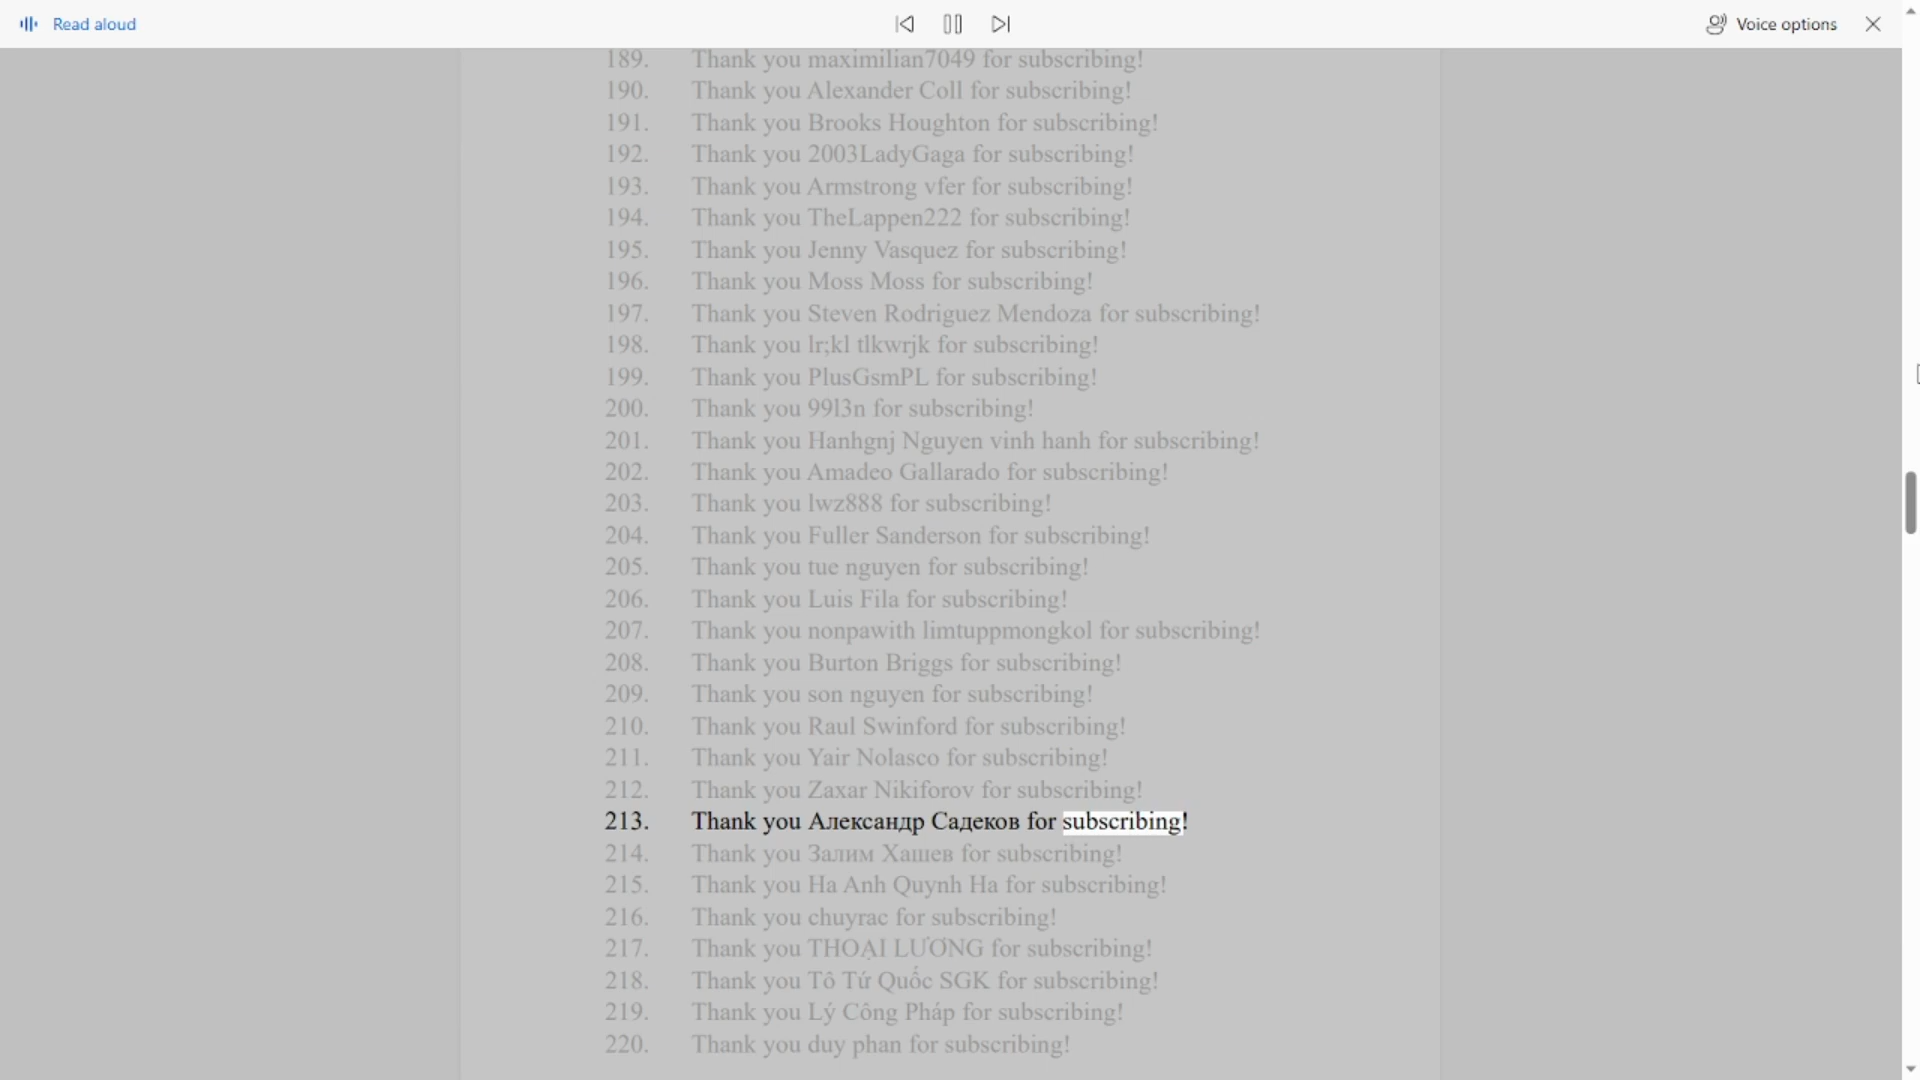 Read aloud
Voice options
189. Thank you maximilian7049 for subscribing!
190. Thank you Alexander Coll for subscribing!
191. Thank you Brooks Houghton for subscribing!
192. Thank you 2003LadyGaga for subscribing!
193. Thank you Armstrong vfer for subscribing!
194. Thank you TheLappen222 for subscribing!
195. Thank you Jenny Vasquez for subscribing!
196. Thank you Moss Moss for subscribing!
197. Thank you Steven Rodriguez Mendoza for subscribing!
198. Thank you lr;kl tlkwrjk for subscribing!
199. Thank you PlusGsmPL for subscribing!
200. Thank you 99l3n for subscribing!
201. Thank you Hanhgnj Nguyen vinh hanh for subscribing!
202. Thank you Amadeo Gallarado for subscribing!
203. Thank you lwz888 for subscribing!
204. Thank you Fuller Sanderson for subscribing!
205. Thank you tue nguyen for subscribing!
206. Thank you Luis Fila for subscribing!
207. Thank you nonpawith limtuppmongkol for subscribing!
208. Thank you Burton Briggs for subscribing!
209. Thank you son nguyen for subscribing!
210. Thank you Raul Swinford for subscribing!
211. Thank you Yair Nolasco for subscribing!
212. Thank you Zaxar Nikiforov for subscribing!
213. Thank you Александр Садеков for subscribing!
214. Thank you Залим Хашев for subscribing!
215. Thank you Ha Anh Quynh Ha for subscribing!
216. Thank you chuyrac for subscribing!
217. Thank you THOẠI LƯƠNG for subscribing!
218. Thank you Tô Tứ Quốc SGK for subscribing!
219. Thank you Lý Công Pháp for subscribing!
220. Thank you duy phan for subscribing!